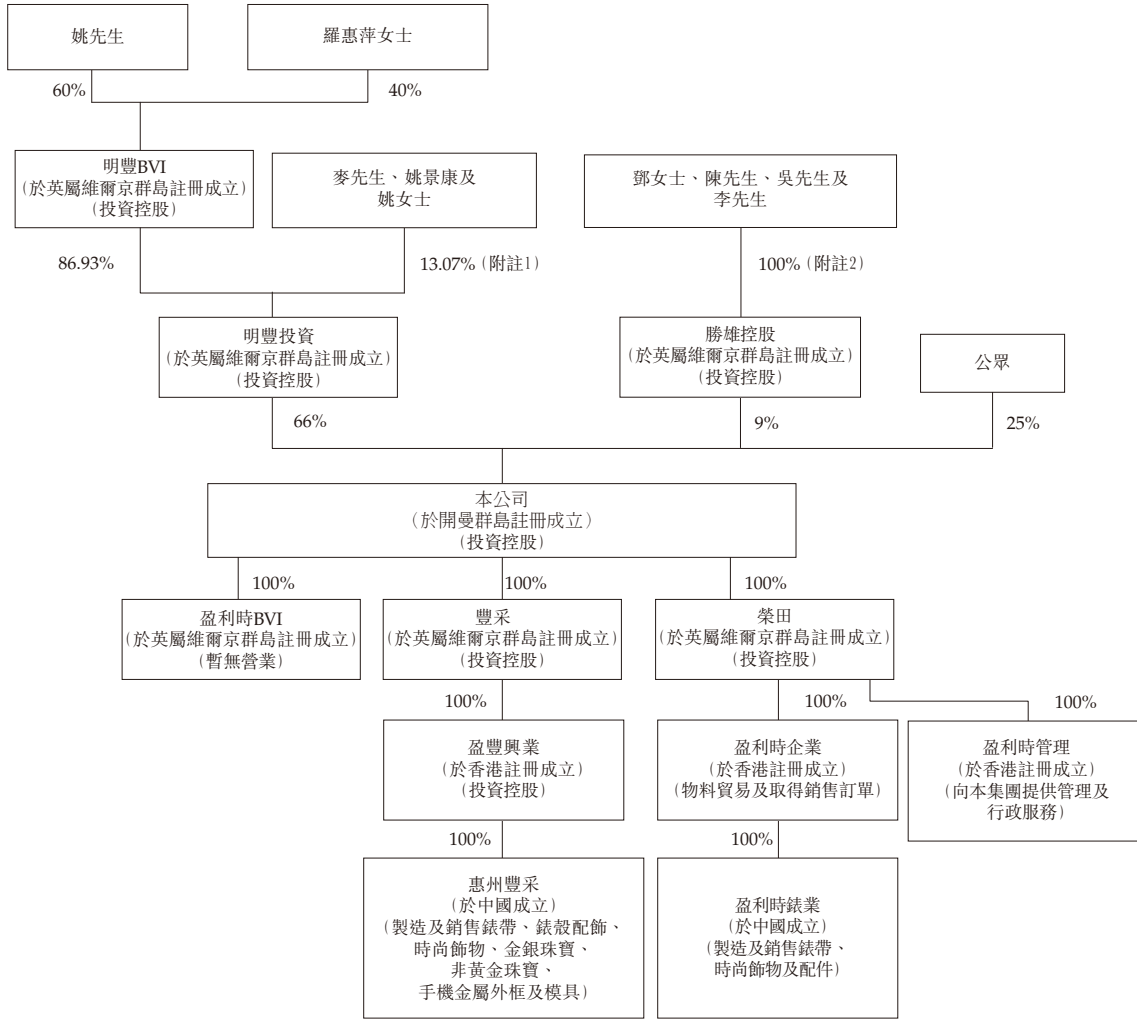 姚先生
羅惠萍女士
60%
40%
明豐BVI
(於英屬維爾京群島註冊成立)
(投資控股)
麥先生、姚景康及
姚女士
鄧女士、陳先生、吳先生及
李先生
86.93%
13.07% (附註1)
100% (附註2)
明豐投資
(於英屬維爾京群島註冊成立)
(投資控股)
勝雄控股
(於英屬維爾京群島註冊成立)
(投資控股)
公眾
66%
9%
25%
本公司
(於開曼群島註冊成立)
(投資控股)
100%
100%
100%
盈利時BVI
(於英屬維爾京群島註冊成立)
(暫無營業)
豐采
(於英屬維爾京群島註冊成立)
(投資控股)
榮田
(於英屬維爾京群島註冊成立)
(投資控股)
100%
100%
100%
盈豐興業
(於香港註冊成立)
(投資控股)
盈利時企業
(於香港註冊成立)
(物料貿易及取得銷售訂單)
盈利時管理
(於香港註冊成立)
(向本集團提供管理及
行政服務)
100%
100%
惠州豐采
(於中國成立)
(製造及銷售錶帶、錶殼配飾、
時尚飾物、金銀珠寶、
非黃金珠寶、
手機金屬外框及模具)
盈利時錶業
(於中國成立)
(製造及銷售錶帶、
時尚飾物及配件)